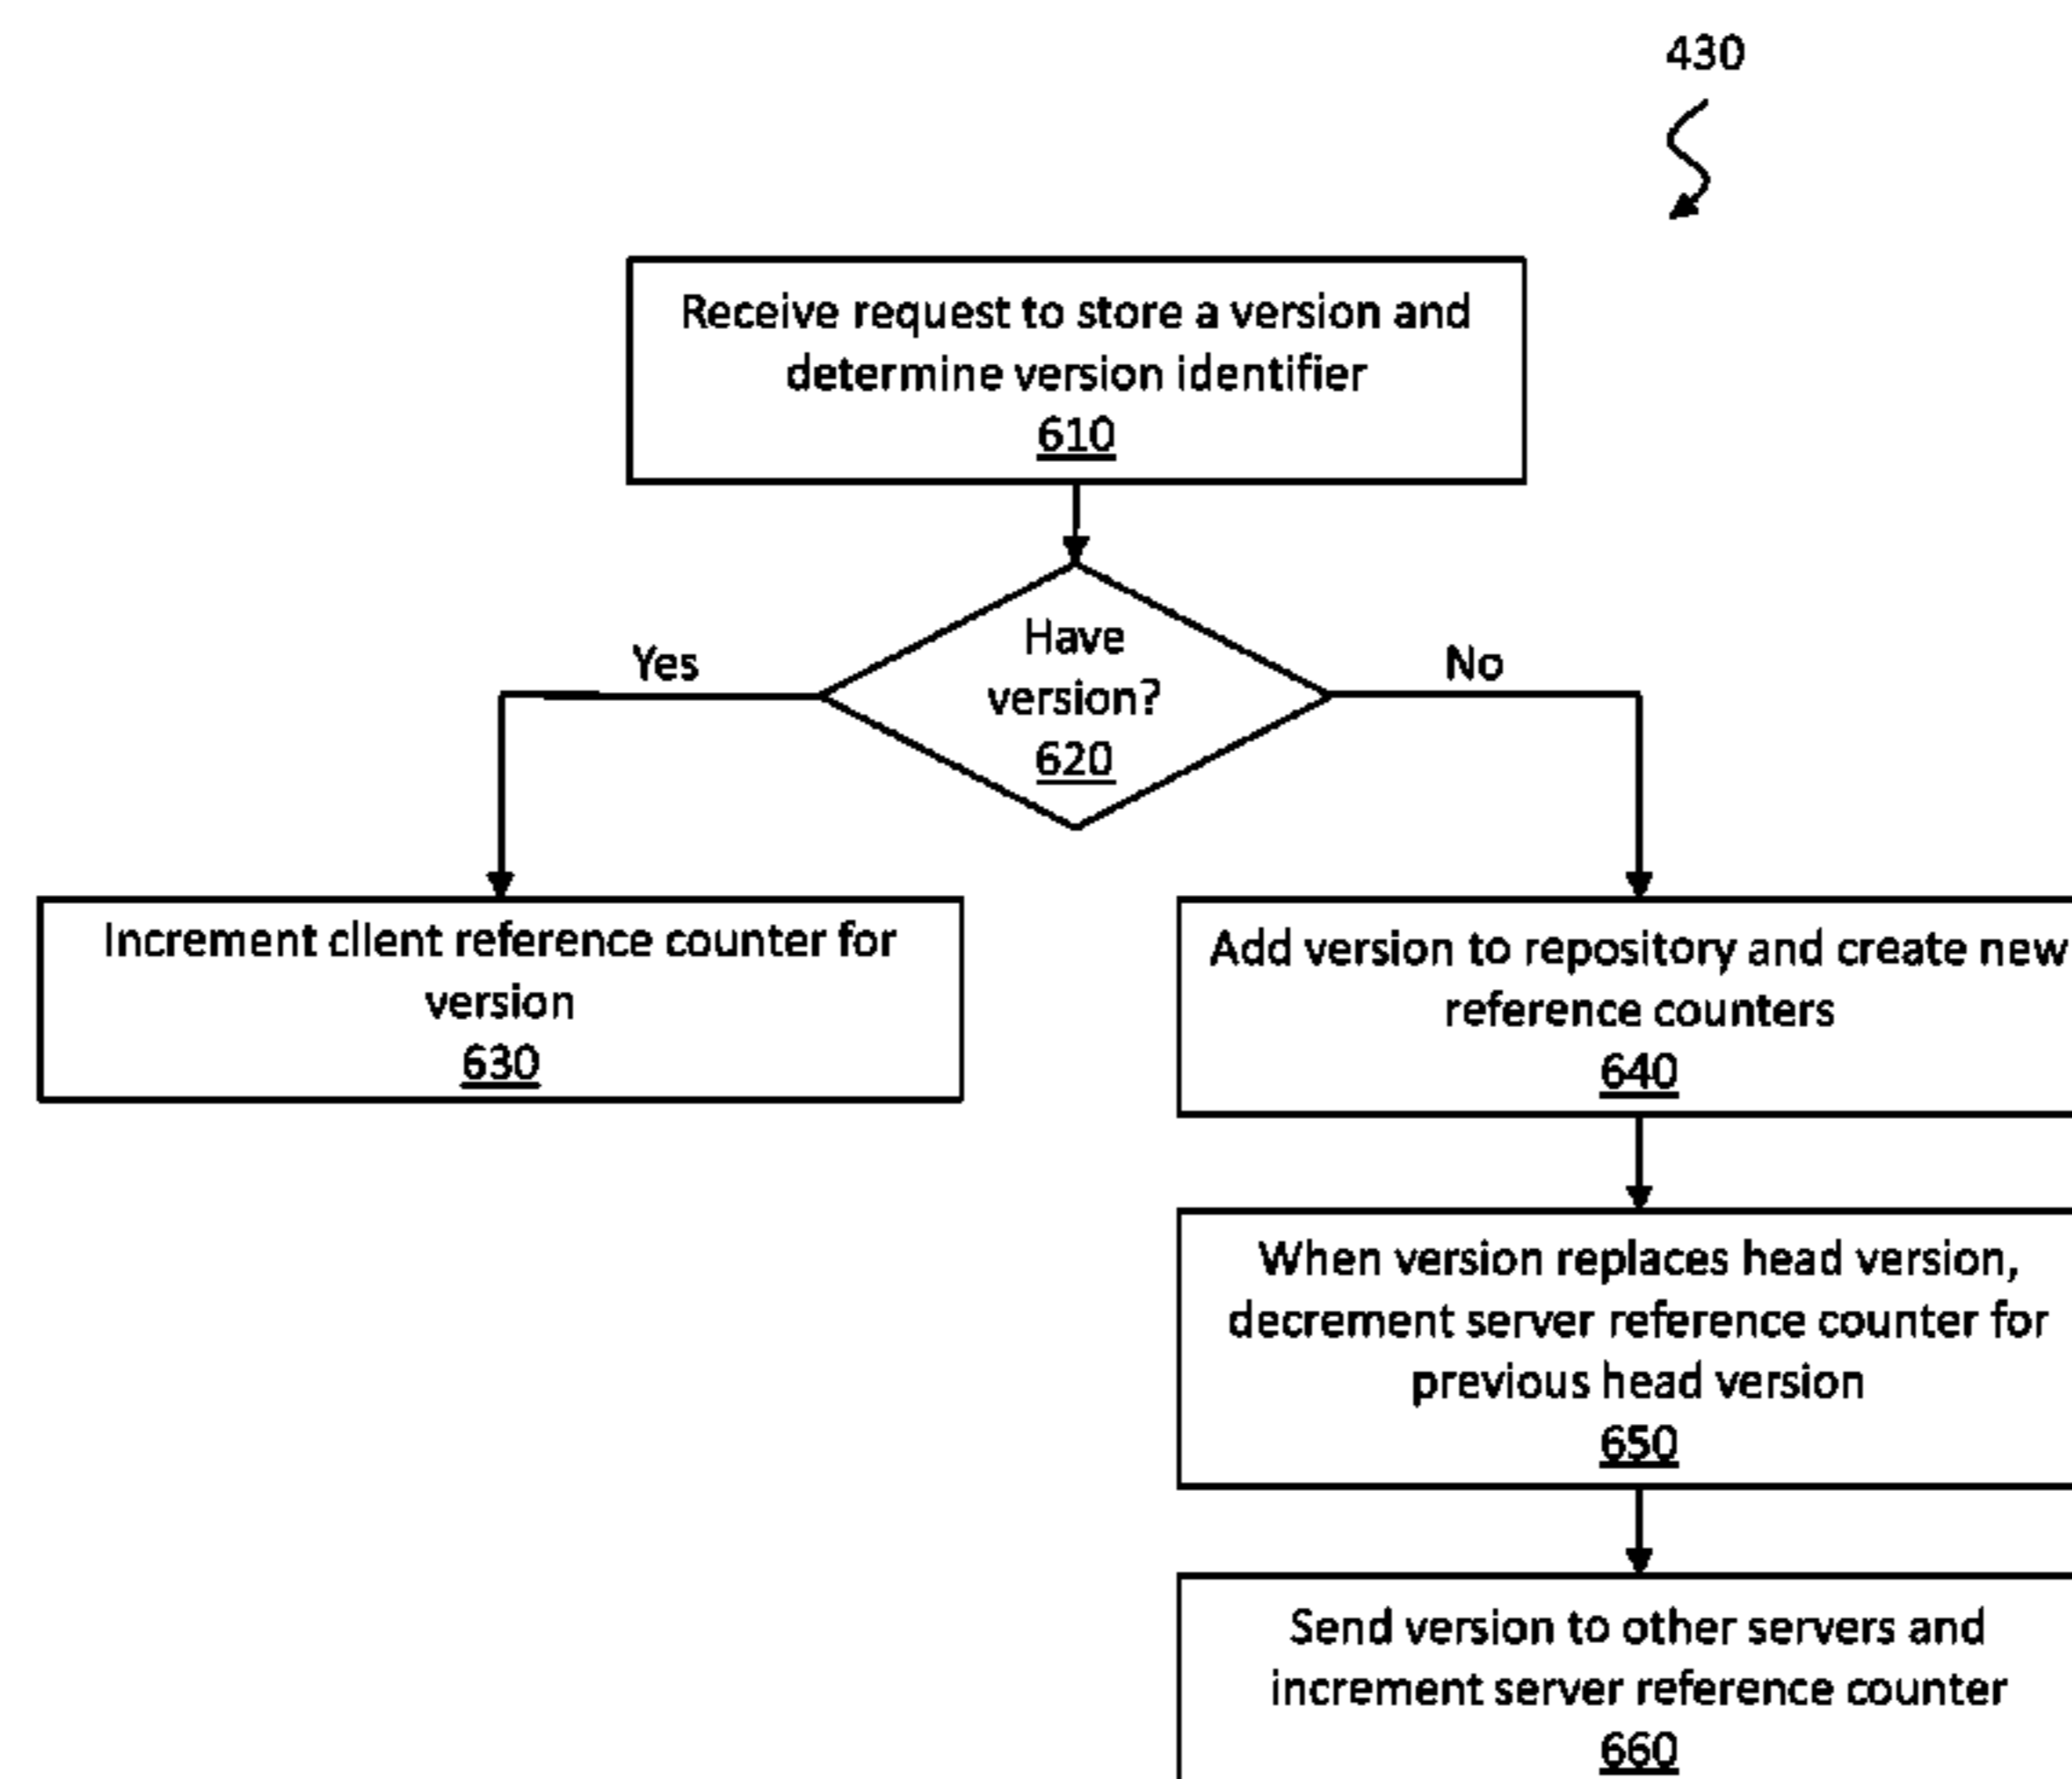 430
Receive request to store a version and
determine version identifier
610
Have
version?
620
Yes
No
Increment client reference counter for
version
630
Add version to repository and create new
reference counters
640
When version replaces head version,
decrement server reference counter for
previous head version
650
Send version to other servers and
increment server reference counter
660